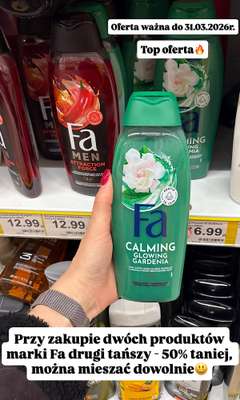 Oferta ważna do 31.03.2026r.
Top oferta🔥
Fa
MEN
ATTRACTION
FORCE
Fa
CALMING
GLOWING
GARDENIA
12.99
12.99
6.99
Przy zakupie dwóch produktów
marki Fa drugi tańszy - 50% taniej,
można mieszać dowolnie😃